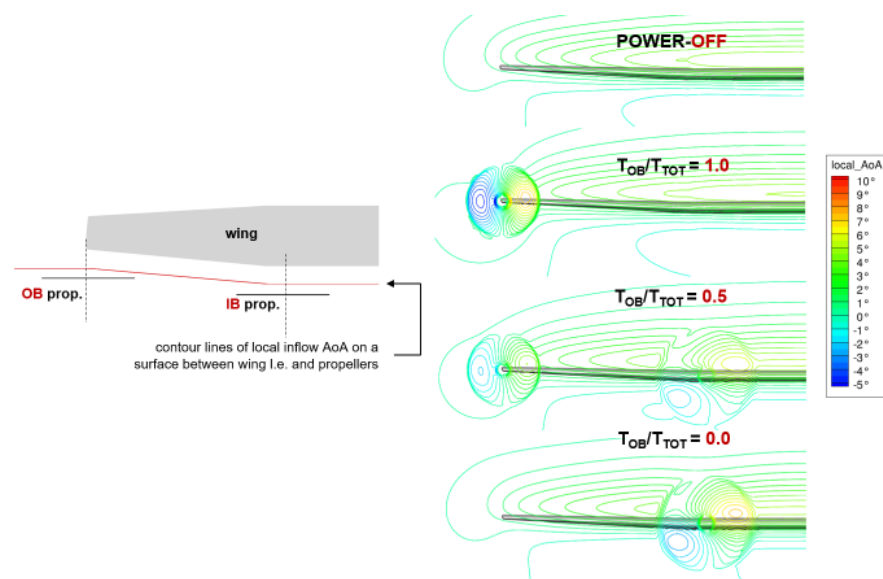 POWER-OFF
T_OB/T_TOT = 1.0
local_AoA
10°
9°
8°
7°
6°
5°
4°
3°
2°
1°
0°
-1°
-2°
-3°
-4°
-5°
wing
OB prop.
IB prop.
contour lines of local inflow AoA on a
surface between wing l.e. and propellers
T_OB/T_TOT = 0.5
T_OB/T_TOT = 0.0